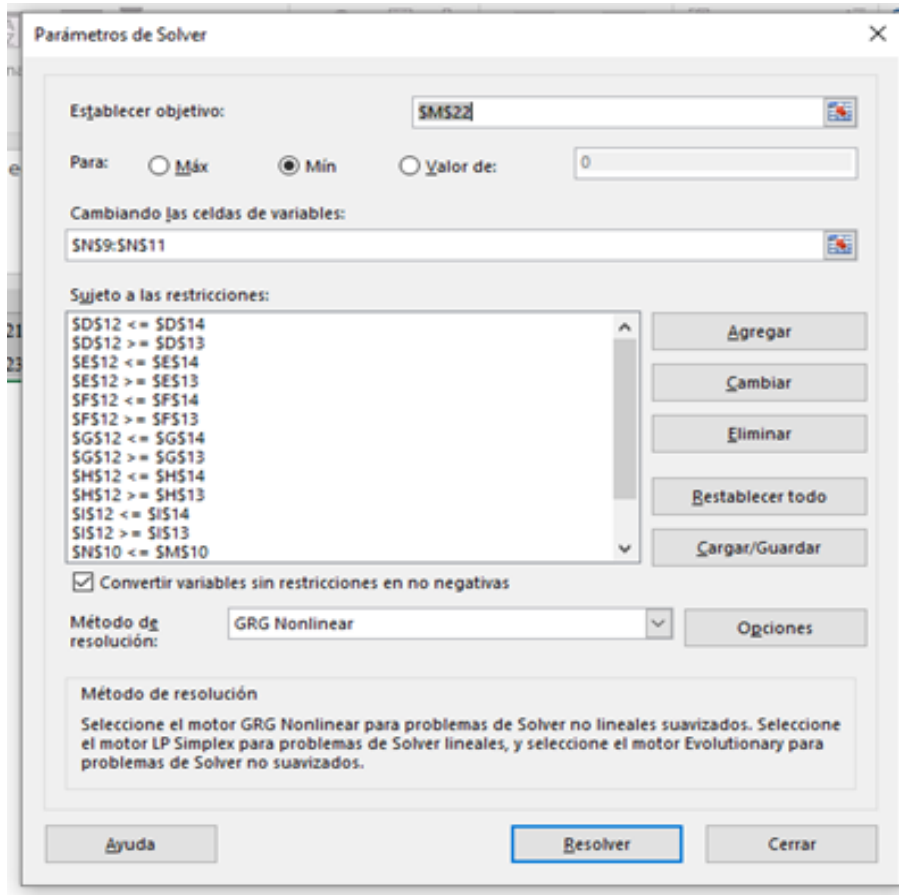 Parámetros de Solver
Establecer objetivo:
$M$22
Para:
Máx
Mín
Valor de:
0
Cambiando las celdas de variables:
$N$9:$N$11
Sujeto a las restricciones:
$D$12 <= $D$14
$D$12 >= $D$13
$E$12 <= $E$14
$E$12 >= $E$13
$F$12 <= $F$14
$F$12 >= $F$13
$G$12 <= $G$14
$G$12 >= $G$13
$H$12 <= $H$14
$H$12 >= $H$13
$I$12 <= $I$14
$I$12 >= $I$13
$N$10 <= $M$10
Agregar
Cambiar
Eliminar
Restablecer todo
Cargar/Guardar
Convertir variables sin restricciones en no negativas
Método de
resolución:
GRG Nonlinear
Opciones
Método de resolución
Seleccione el motor GRG Nonlinear para problemas de Solver no lineales suavizados. Seleccione
el motor LP Simplex para problemas de Solver lineales, y seleccione el motor Evolutionary para
problemas de Solver no suavizados.
Ayuda
Resolver
Cerrar
21
23